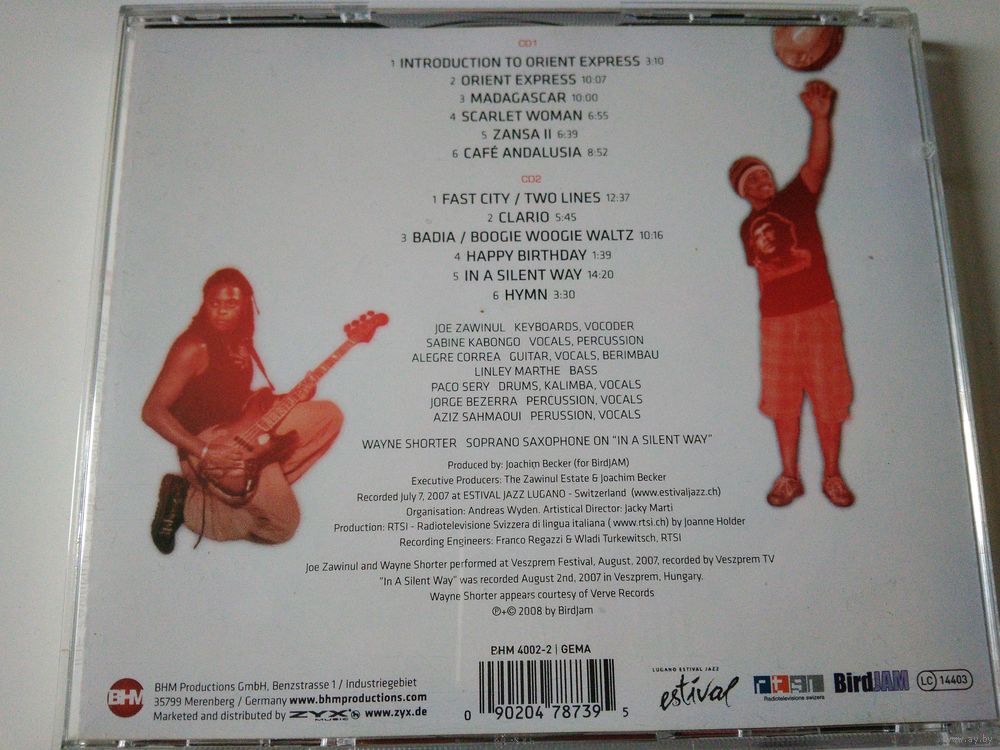 CD1
1 INTRODUCTION TO ORIENT EXPRESS 3:10
2 ORIENT EXPRESS 10:07
3 MADAGASCAR 10:00
4 SCARLET WOMAN 6:55
5 ZANSA II 6:39
6 CAFÉ ANDALUSIA 8:52
CD2
1 FAST CITY / TWO LINES 12:37
2 CLARIO 5:45
3 BADIA / BOOGIE WOOGIE WALTZ 10:16
4 HAPPY BIRTHDAY 1:39
5 IN A SILENT WAY 14:20
6 HYMN 3:30
JOE ZAWINUL KEYBOARDS, VOCODER
SABINE KABONGO VOCALS, PERCUSSION
ALEGRE CORREA GUITAR, VOCALS, BERIMBAU
LINLEY MARTHE BASS
PACO SERY DRUMS, KALIMBA, VOCALS
JORGE BEZERRA PERCUSSION, VOCALS
AZIZ SAHMAOUI PERUSSION, VOCALS
WAYNE SHORTER SOPRANO SAXOPHONE ON "IN A SILENT WAY"
Produced by: Joachim Becker (for BirdJAM)
Executive Producers: The Zawinul Estate & Joachim Becker
Recorded July 7, 2007 at ESTIVAL JAZZ LUGANO - Switzerland (www.estivaljazz.ch)
Organisation: Andreas Wyden. Artistical Director: Jacky Marti
Production: RTSI - Radiotelevisione Svizzera di lingua italiana ( www.rtsi.ch) by Joanne Holder
Recording Engineers: Franco Regazzi & Wladi Turkewitsch, RTSI
Joe Zawinul and Wayne Shorter performed at Veszprem Festival, August, 2007, recorded by Veszprem TV
"In A Silent Way" was recorded August 2nd, 2007 in Veszprem, Hungary.
Wayne Shorter appears courtesy of Verve Records
℗+© 2008 by BirdJam
BHM 4002-2 | GEMA
0 90204 78739 5
BHM
BHM Productions GmbH, Benzstrasse 1 / Industriegebiet
35799 Merenberg / Germany www.bhmproductions.com
Marketed and distributed by ZYX MUSIC www.zyx.de
LUGANO ESTIVAL JAZZ
estival
rtsi
Radiotelevisione svizzera
BirdJAM
LC 14403
www.ay.by